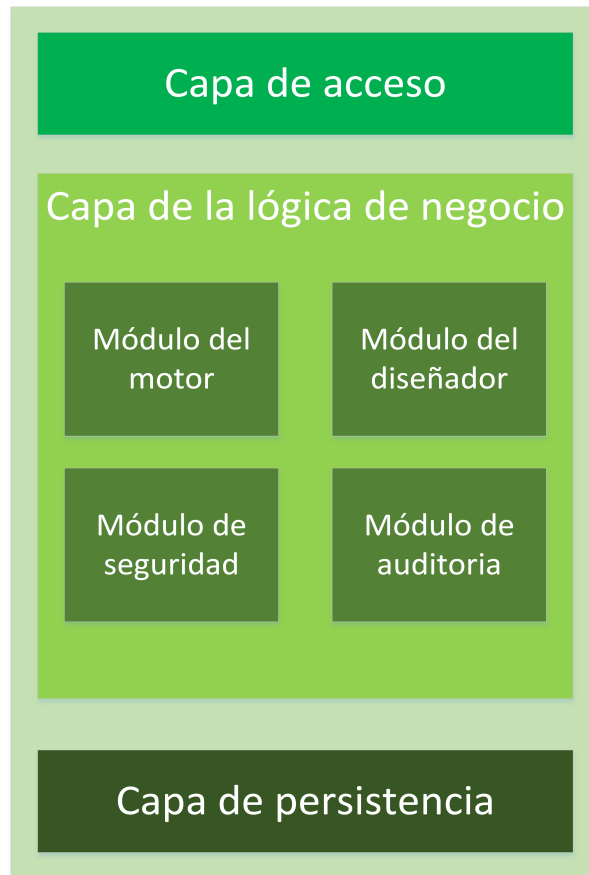 Capa de acceso
Capa de la lógica de negocio
Módulo del
motor
Módulo del
diseñador
Módulo de
seguridad
Módulo de
auditoria
Capa de persistencia